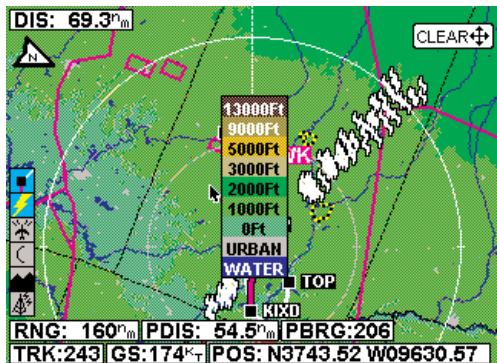 DIS: 69.3nm
CLEAR
N
13000Ft
9000Ft
5000Ft
3000Ft
2000Ft
1000Ft
0Ft
URBAN
WATER
VK
TOP
KIXD
RNG: 160nm PDIS: 54.5nm PBRG:206
TRK:243 GS:174KT POS: N3743.52 W09630.57